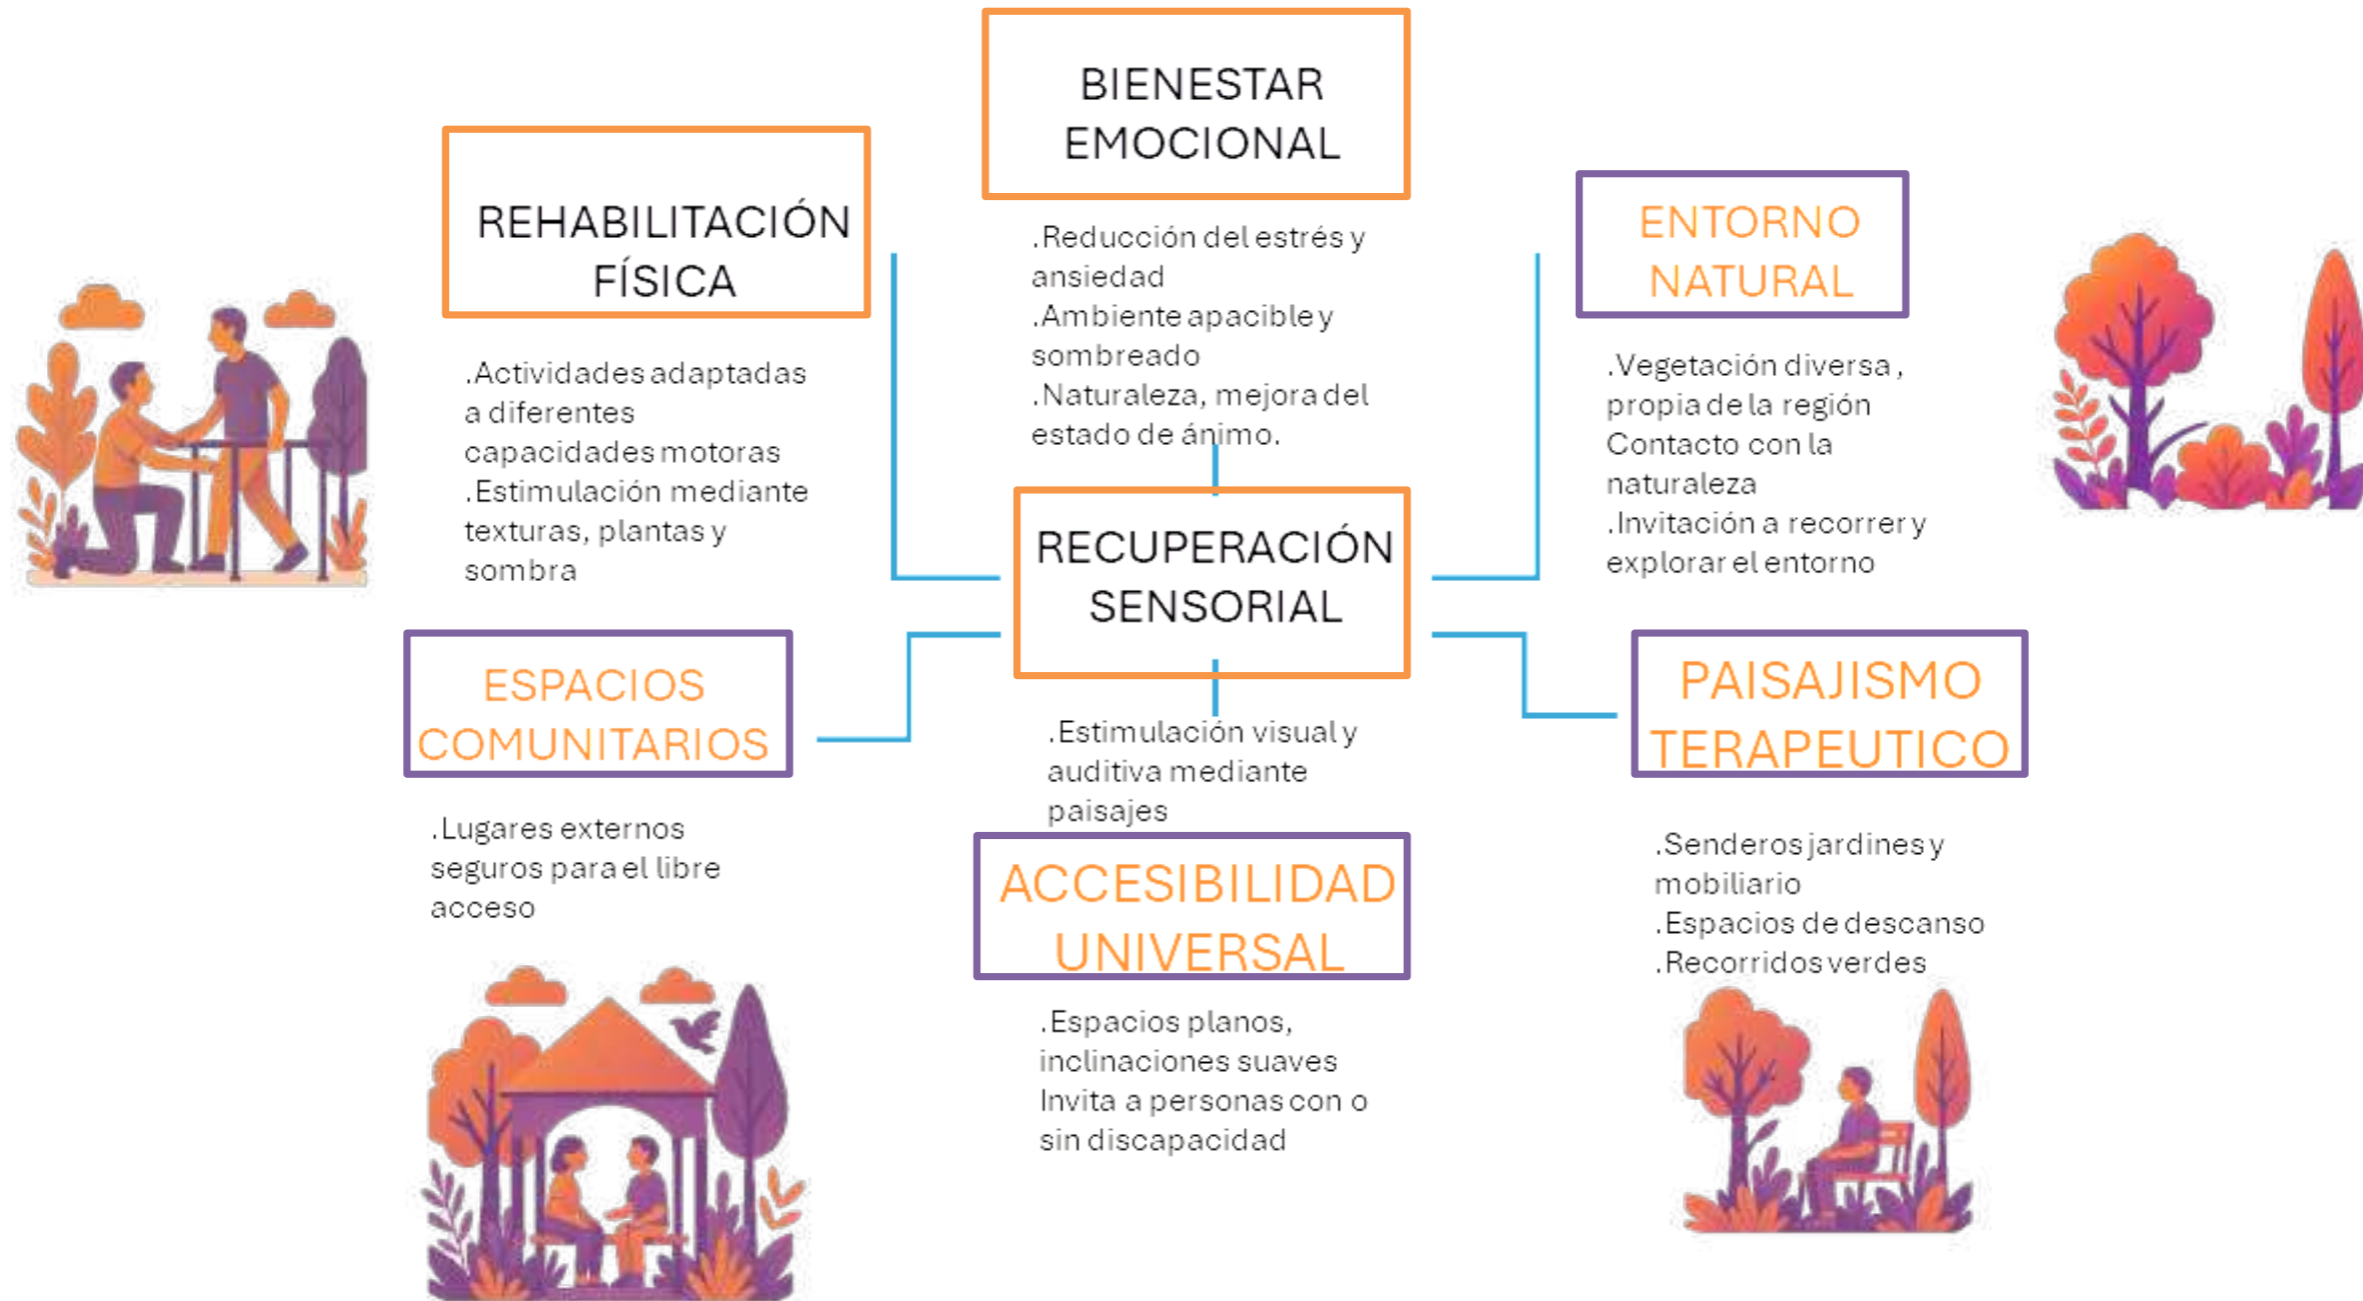 BIENESTAR
EMOCIONAL
.Reducción del estrés y
ansiedad
.Ambiente apacible y
sombreado
.Naturaleza, mejora del
estado de ánimo.
REHABILITACIÓN
FÍSICA
.Actividades adaptadas
a diferentes
capacidades motoras
.Estimulación mediante
texturas, plantas y
sombra
ENTORNO
NATURAL
.Vegetación diversa,
propia de la región
Contacto con la
naturaleza
.Invitación a recorrer y
explorar el entorno
RECUPERACIÓN
SENSORIAL
.Estimulación visual y
auditiva mediante
paisajes
ESPACIOS
COMUNITARIOS
.Lugares externos
seguros para el libre
acceso
ACCESIBILIDAD
UNIVERSAL
.Espacios planos,
inclinaciones suaves
Invita a personas con o
sin discapacidad
PAISAJISMO
TERAPEUTICO
.Senderos jardines y
mobiliario
.Espacios de descanso
.Recorridos verdes